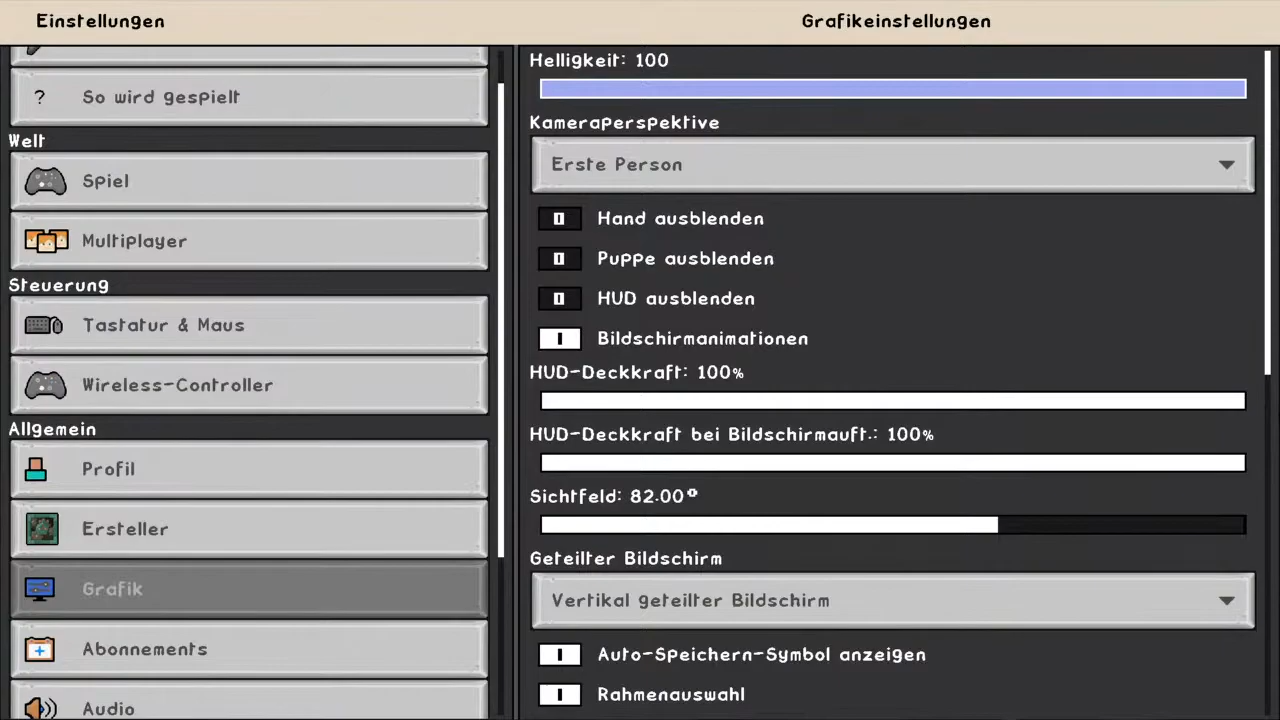 Einstellungen
Grafikeinstellungen
So wird gespielt
Welt
Spiel
Multiplayer
Steuerung
Tastatur & Maus
Wireless-Controller
Allgemein
Profil
Ersteller
Grafik
Abonnements
Audio
Helligkeit: 100
Kameraperspektive
Erste Person
Hand ausblenden
Puppe ausblenden
HUD ausblenden
Bildschirmanimationen
HUD-Deckkraft: 100%
HUD-Deckkraft bei Bildschirmauft.: 100%
Sichtfeld: 82.00°
Geteilter Bildschirm
Vertikal geteilter Bildschirm
Auto-Speichern-Symbol anzeigen
Rahmenauswahl